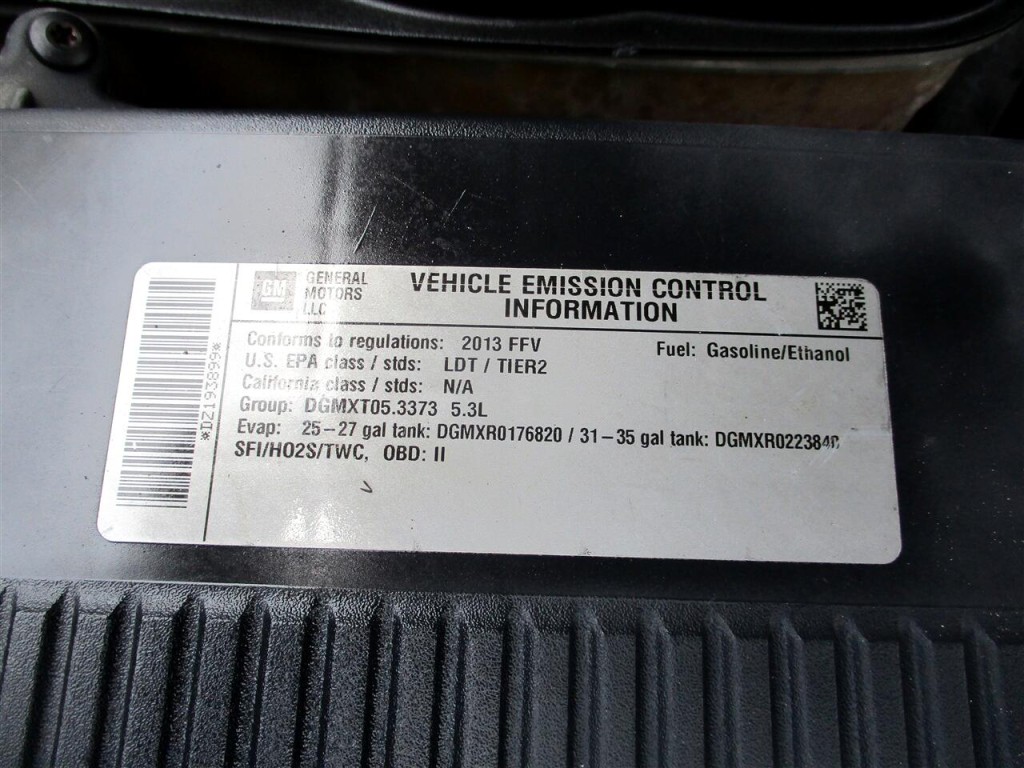 *DZ193899*
GM
GENERAL
MOTORS
LLC
VEHICLE EMISSION CONTROL
INFORMATION
Conforms to regulations: 2013 FFV
Fuel: Gasoline/Ethanol
U.S. EPA class / stds: LDT / TIER2
California class / stds: N/A
Group: DGMXT05.3373 5.3L
Evap: 25-27 gal tank: DGMXR0176820 / 31-35 gal tank: DGMXR0223840
SFI/HO2S/TWC, OBD: II